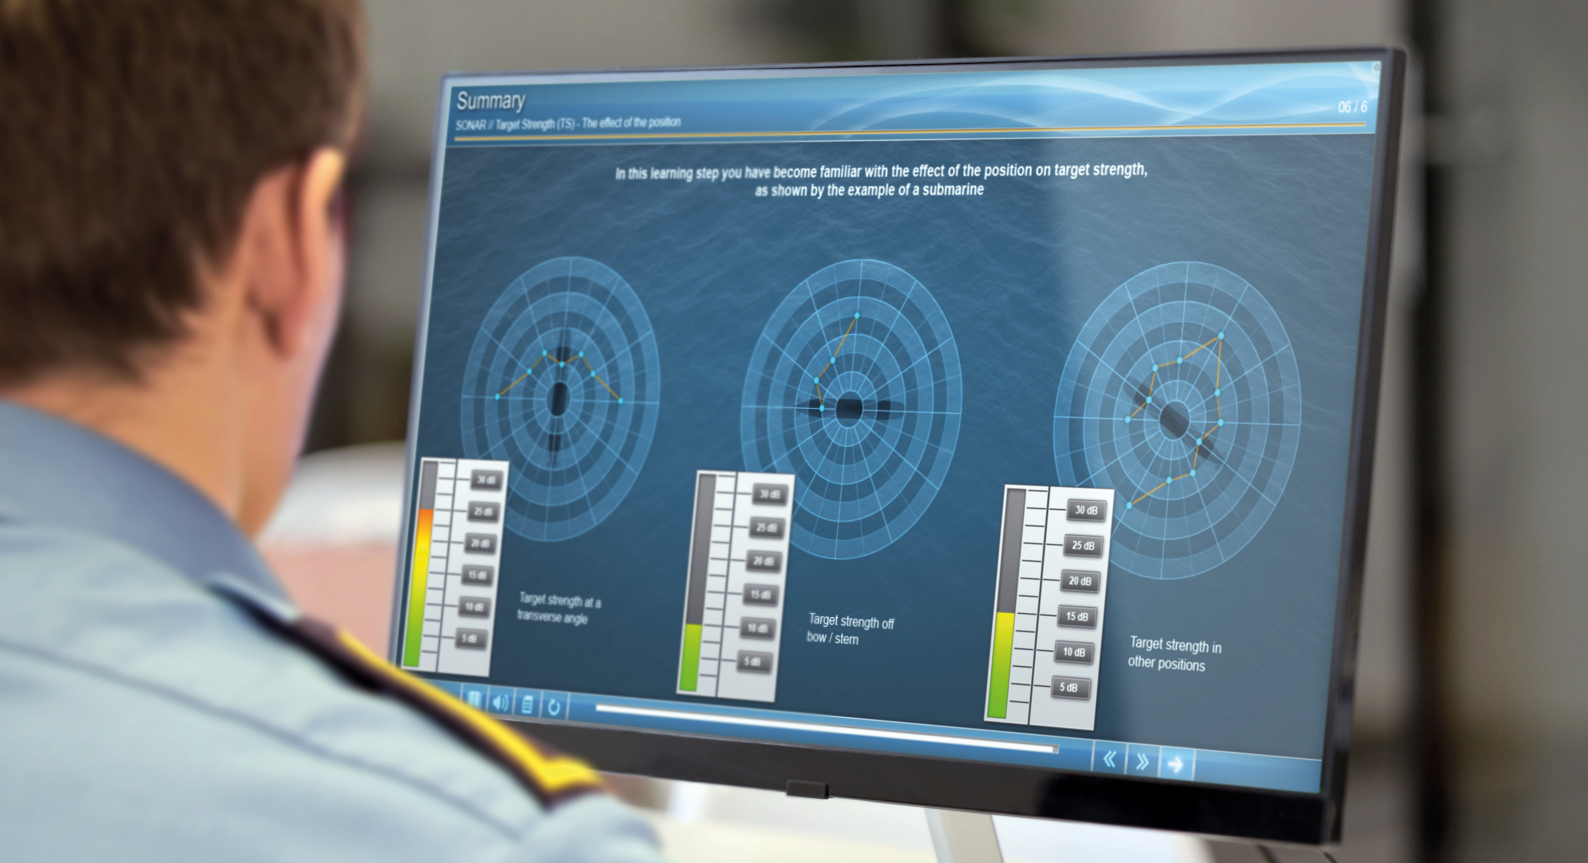 Summary
SONAR // Target Strength (TS) - The effect of the position
06 / 6
In this learning step you have become familiar with the effect of the position on target strength,
as shown by the example of a submarine
30 dB
25 dB
20 dB
15 dB
10 dB
5 dB
Target strength at a
transverse angle
30 dB
25 dB
20 dB
15 dB
10 dB
5 dB
Target strength off
bow / stern
30 dB
25 dB
20 dB
15 dB
10 dB
5 dB
Target strength in
other positions